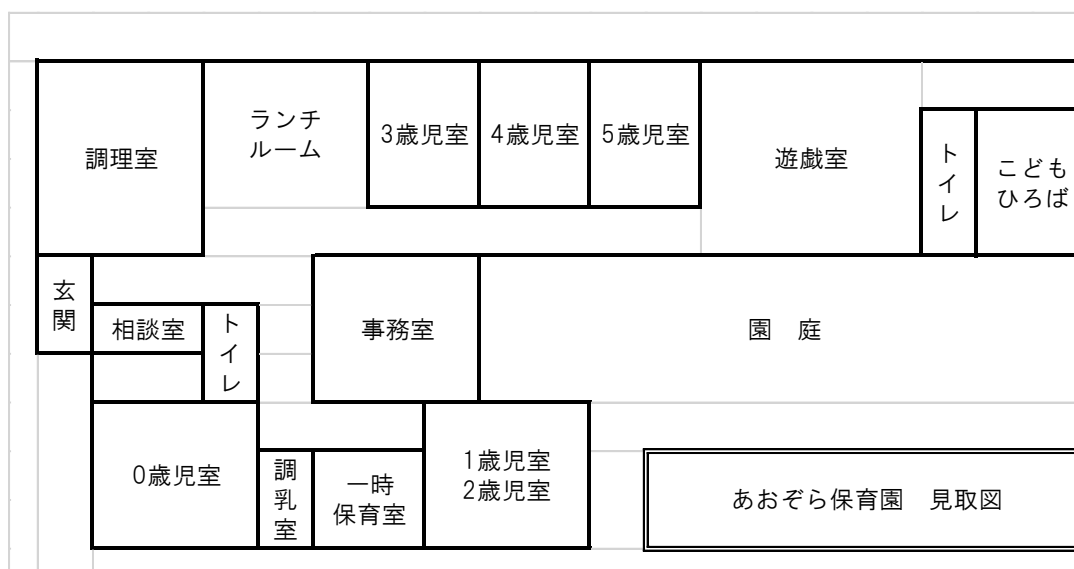 調理室
ランチ
ルーム
3歳児室
4歳児室
5歳児室
遊戯室
トイレ
こども
ひろば
玄関
相談室
トイレ
事務室
園　庭
0歳児室
調乳室
一時
保育室
1歳児室
2歳児室
あおぞら保育園　見取図